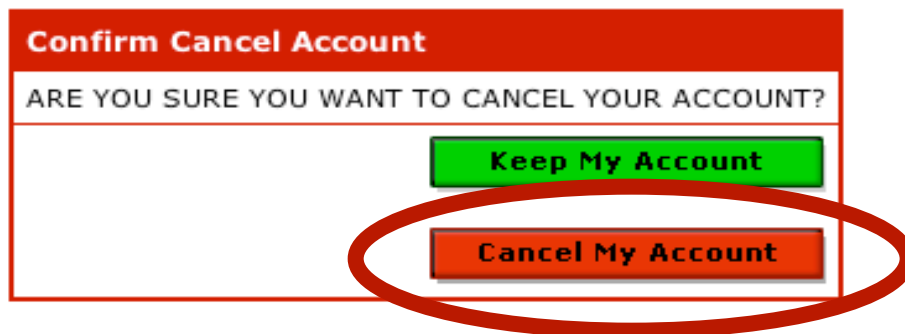 Confirm Cancel Account
ARE YOU SURE YOU WANT TO CANCEL YOUR ACCOUNT?
Keep My Account
Cancel My Account